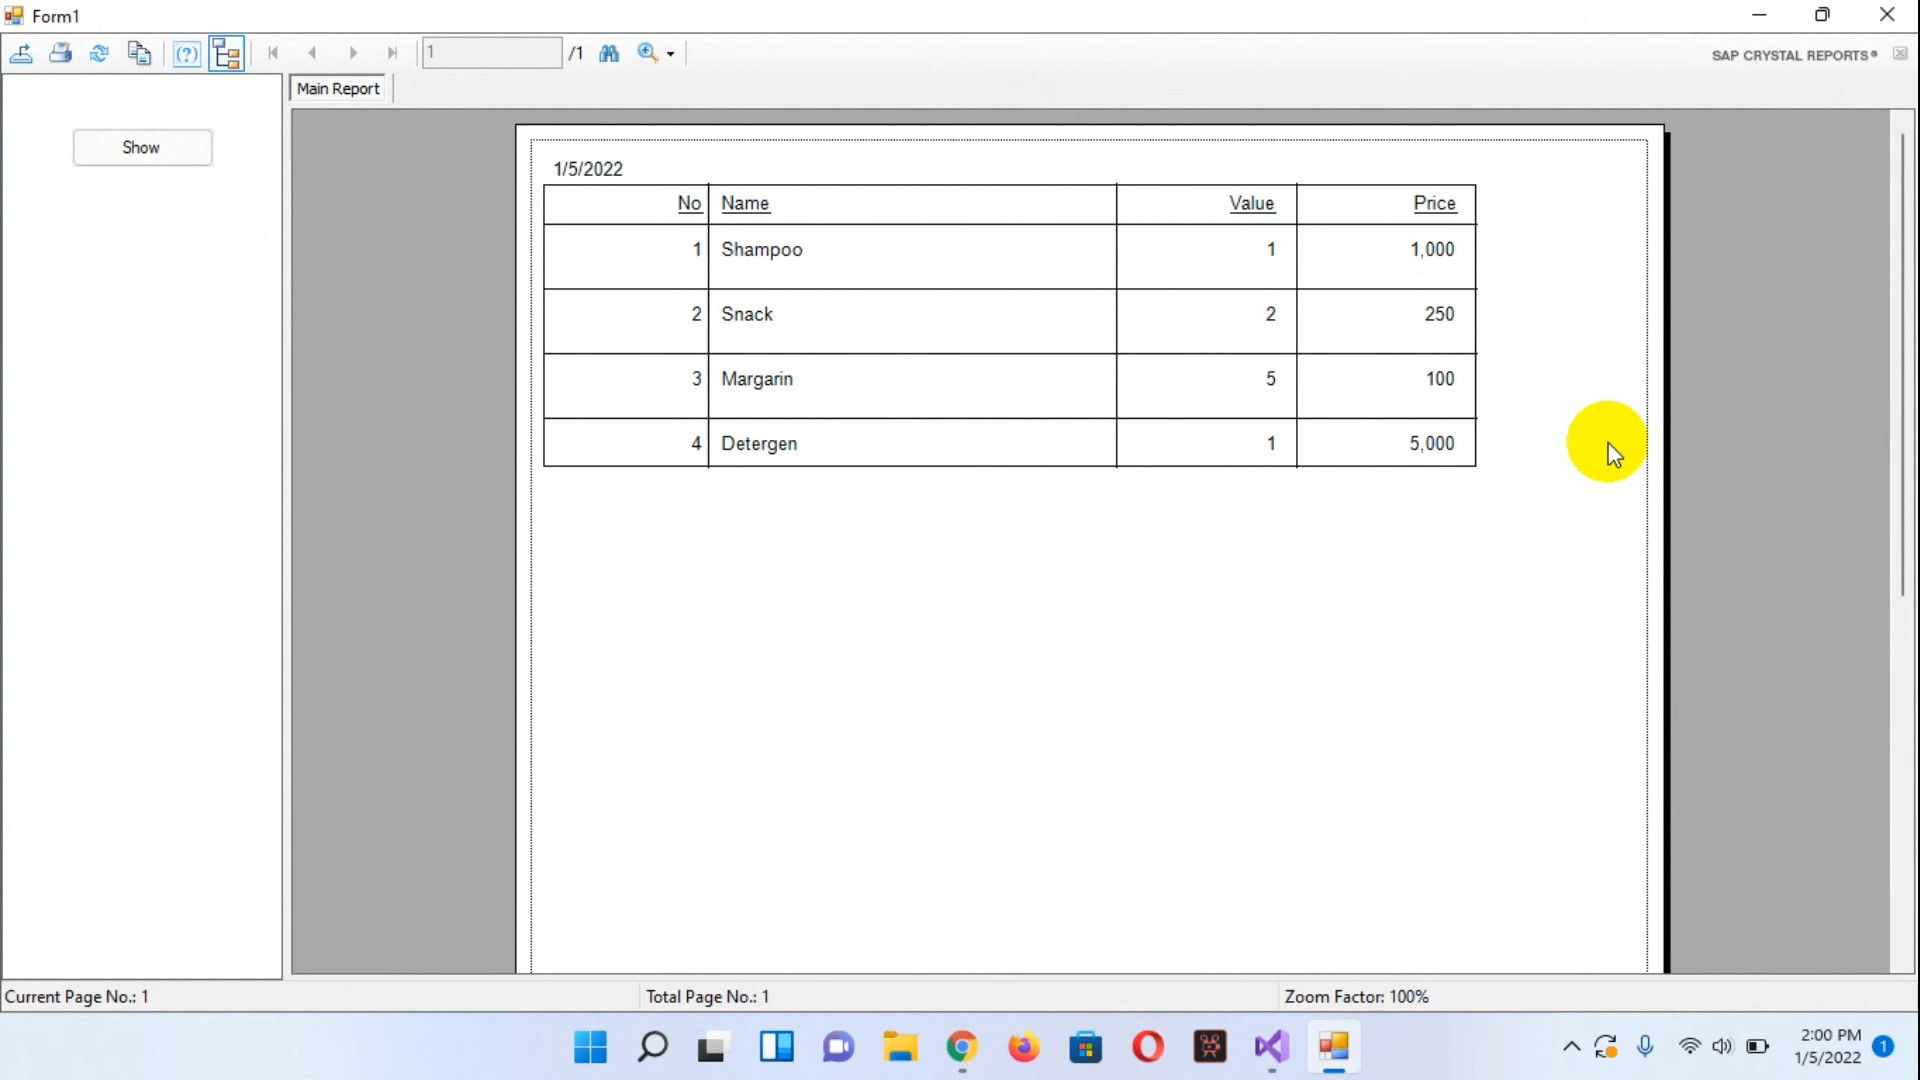 Form1
1 /1
SAP CRYSTAL REPORTS®
Main Report
Show
1/5/2022
No Name Value Price
1 Shampoo 1 1,000
2 Snack 2 250
3 Margarin 5 100
4 Detergen 1 5,000
Current Page No.: 1 Total Page No.: 1 Zoom Factor: 100%
2:00 PM
1/5/2022 1